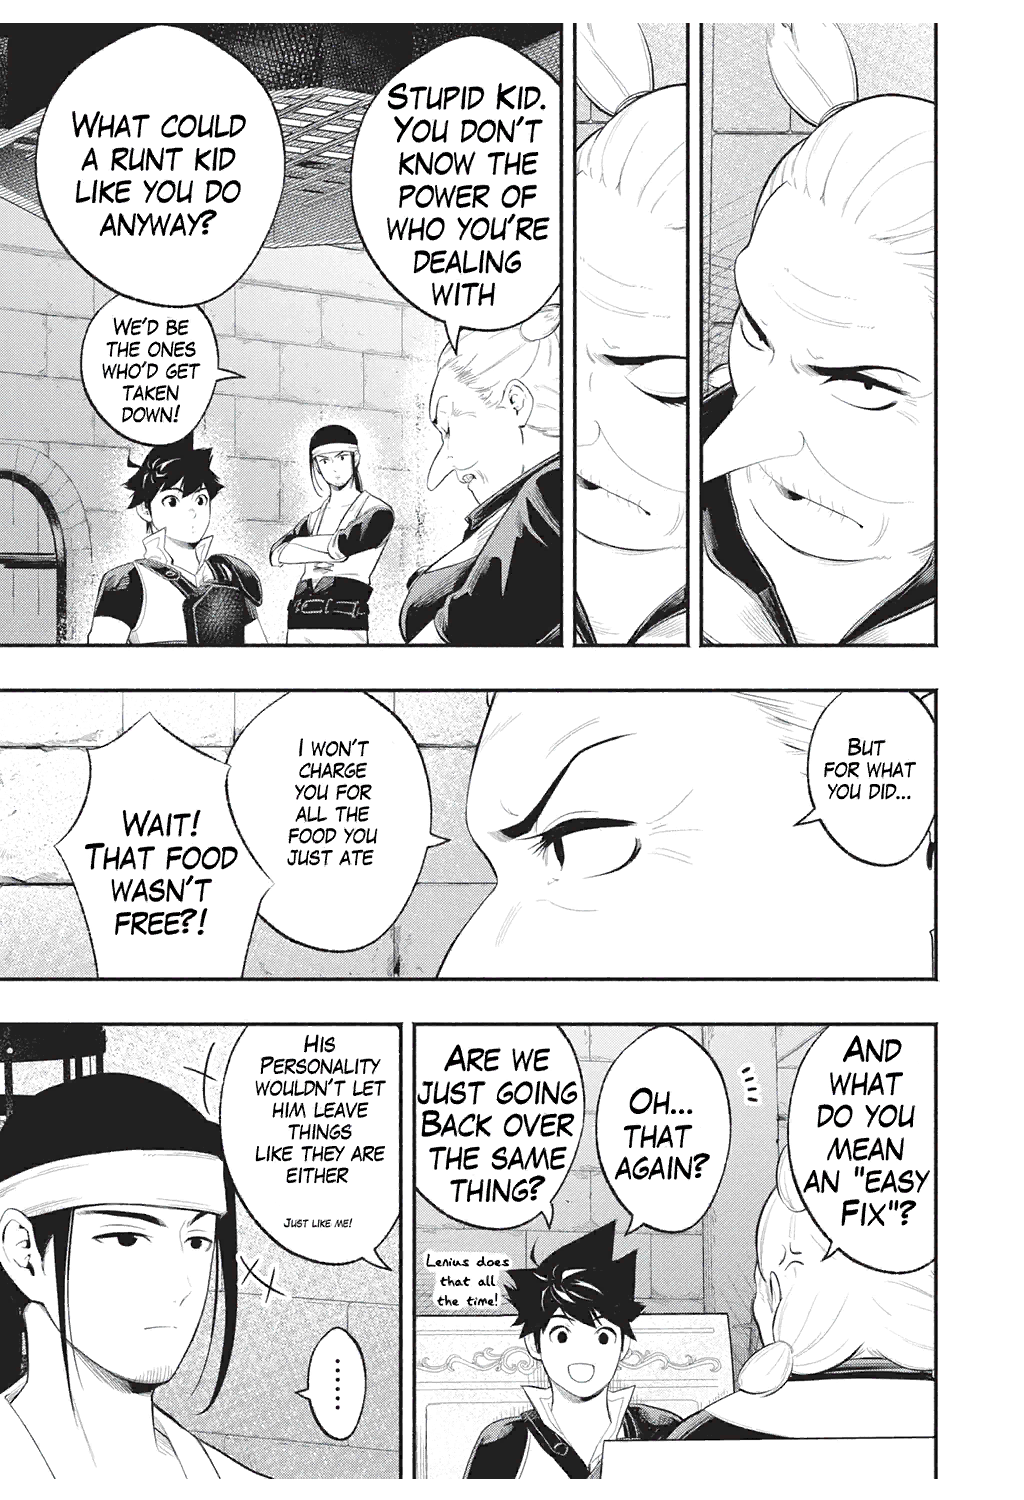 STUPID KID.
YOU DON'T
KNOW THE
POWER OF
WHO YOU'RE
DEALING
WITH
WHAT COULD
A RUNT KID
LIKE YOU DO
ANYWAY?
WE'D BE
THE ONES
WHO'D GET
TAKEN
DOWN!
BUT
FOR WHAT
YOU DID...
I WON'T
CHARGE
YOU FOR
ALL THE
FOOD YOU
JUST ATE
WAIT!
THAT FOOD
WASN'T
FREE?!
AND
WHAT
DO YOU
MEAN
AN "EASY
FIX"?
OH...
THAT
AGAIN?
ARE WE
JUST GOING
BACK OVER
THE SAME
THING?
Lenius does
that all
the time!
HIS
PERSONALITY
WOULDN'T LET
HIM LEAVE
THINGS
LIKE THEY ARE
EITHER
JUST LIKE ME!
......